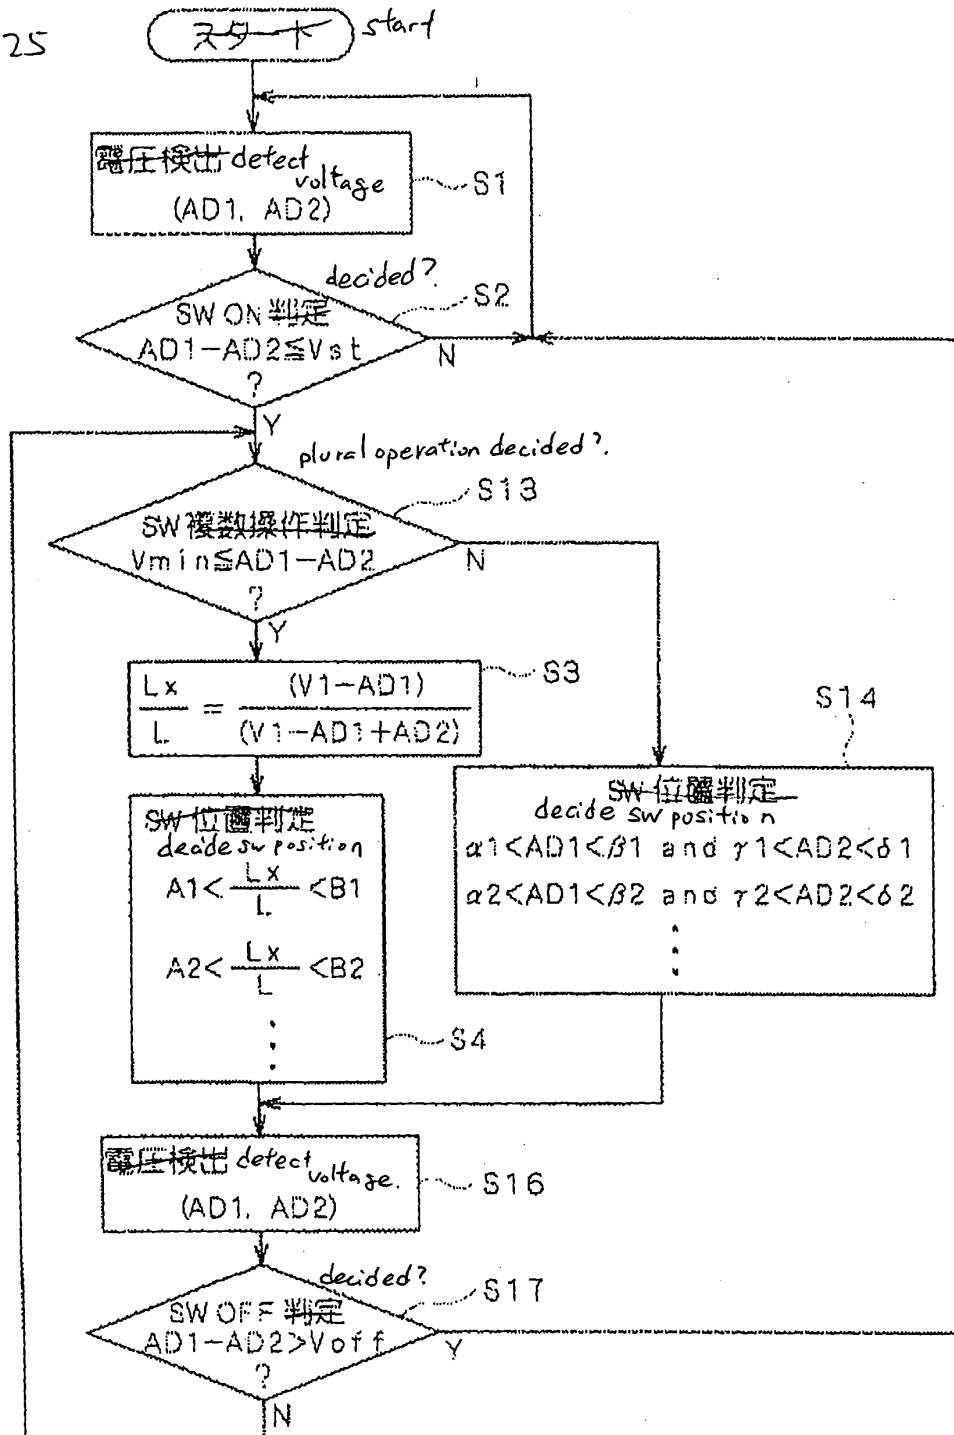 25
スタート start
電圧検出 detect
voltage
(AD1, AD2)
S1
decided?
S2
SW ON 判定
AD1-AD2≦Vst
?
N
Y
plural operation decided?
S13
SW 複数操作判定
Vmin≦AD1-AD2
?
N
Y
S3
Lx/L = (V1-AD1)/(V1-AD1+AD2)
S14
SW 位置判定
decide sw position
α1<AD1<β1 and γ1<AD2<δ1
α2<AD1<β2 and γ2<AD2<δ2
SW 位置判定
decide sw position
A1< Lx/L <B1
A2< Lx/L <B2
S4
電圧検出 detect
voltage.
(AD1, AD2)
S16
decided?
S17
SW OFF 判定
AD1-AD2>Voff
?
Y
N